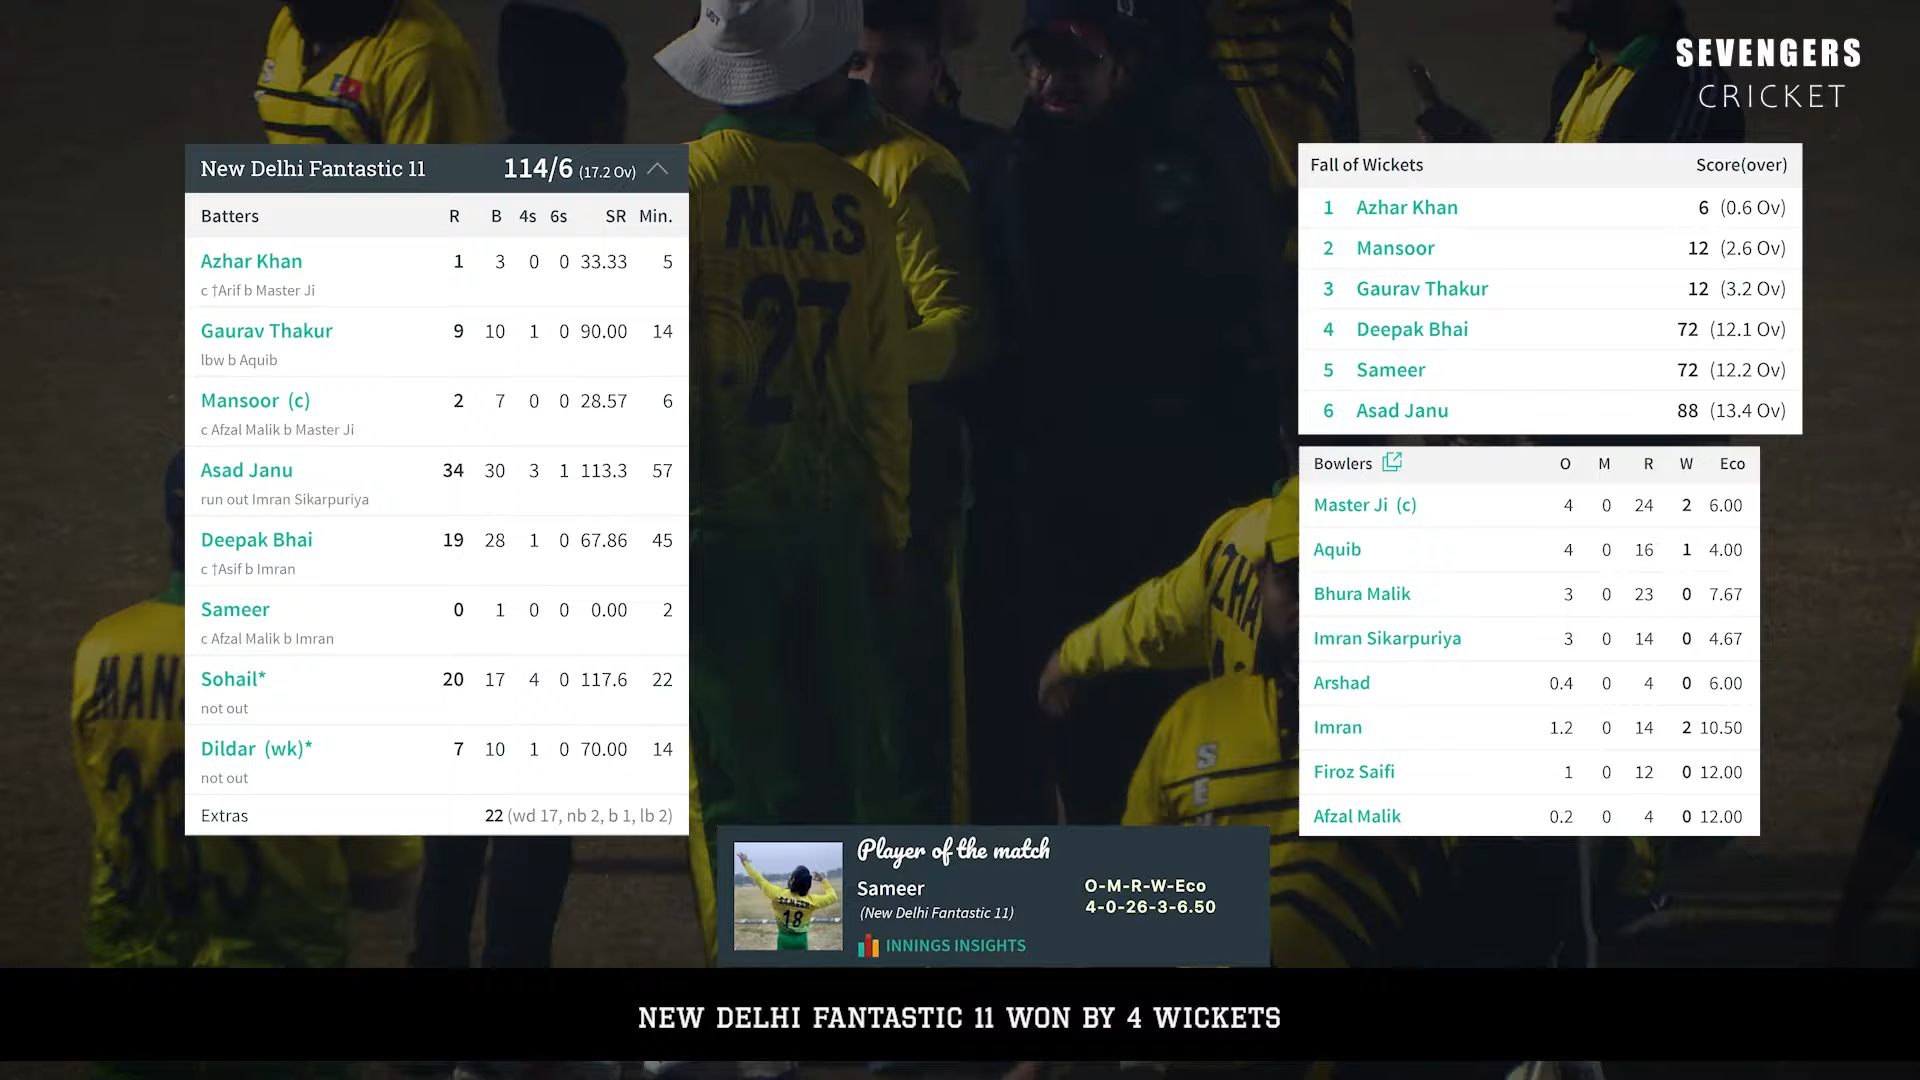 SEVENGERS
CRICKET
New Delhi Fantastic 11 114/6 (17.2 Ov)
Batters R B 4s 6s SR Min.
Azhar Khan 1 3 0 0 33.33 5
c †Arif b Master Ji
Gaurav Thakur 9 10 1 0 90.00 14
lbw b Aquib
Mansoor (c) 2 7 0 0 28.57 6
c Afzal Malik b Master Ji
Asad Janu 34 30 3 1 113.3 57
run out Imran Sikarpuriya
Deepak Bhai 19 28 1 0 67.86 45
c †Asif b Imran
Sameer 0 1 0 0 0.00 2
c Afzal Malik b Imran
Sohail* 20 17 4 0 117.6 22
not out
Dildar (wk)* 7 10 1 0 70.00 14
not out
Extras 22 (wd 17, nb 2, b 1, lb 2)
Fall of Wickets Score(over)
1 Azhar Khan 6 (0.6 Ov)
2 Mansoor 12 (2.6 Ov)
3 Gaurav Thakur 12 (3.2 Ov)
4 Deepak Bhai 72 (12.1 Ov)
5 Sameer 72 (12.2 Ov)
6 Asad Janu 88 (13.4 Ov)
Bowlers O M R W Eco
Master Ji (c) 4 0 24 2 6.00
Aquib 4 0 16 1 4.00
Bhura Malik 3 0 23 0 7.67
Imran Sikarpuriya 3 0 14 0 4.67
Arshad 0.4 0 4 0 6.00
Imran 1.2 0 14 2 10.50
Firoz Saifi 1 0 12 0 12.00
Afzal Malik 0.2 0 4 0 12.00
MAS
27
MAN
Player of the match
Sameer
(New Delhi Fantastic 11)
INNINGS INSIGHTS
O-M-R-W-Eco
4-0-26-3-6.50
SAMEER
18
NEW DELHI FANTASTIC 11 WON BY 4 WICKETS